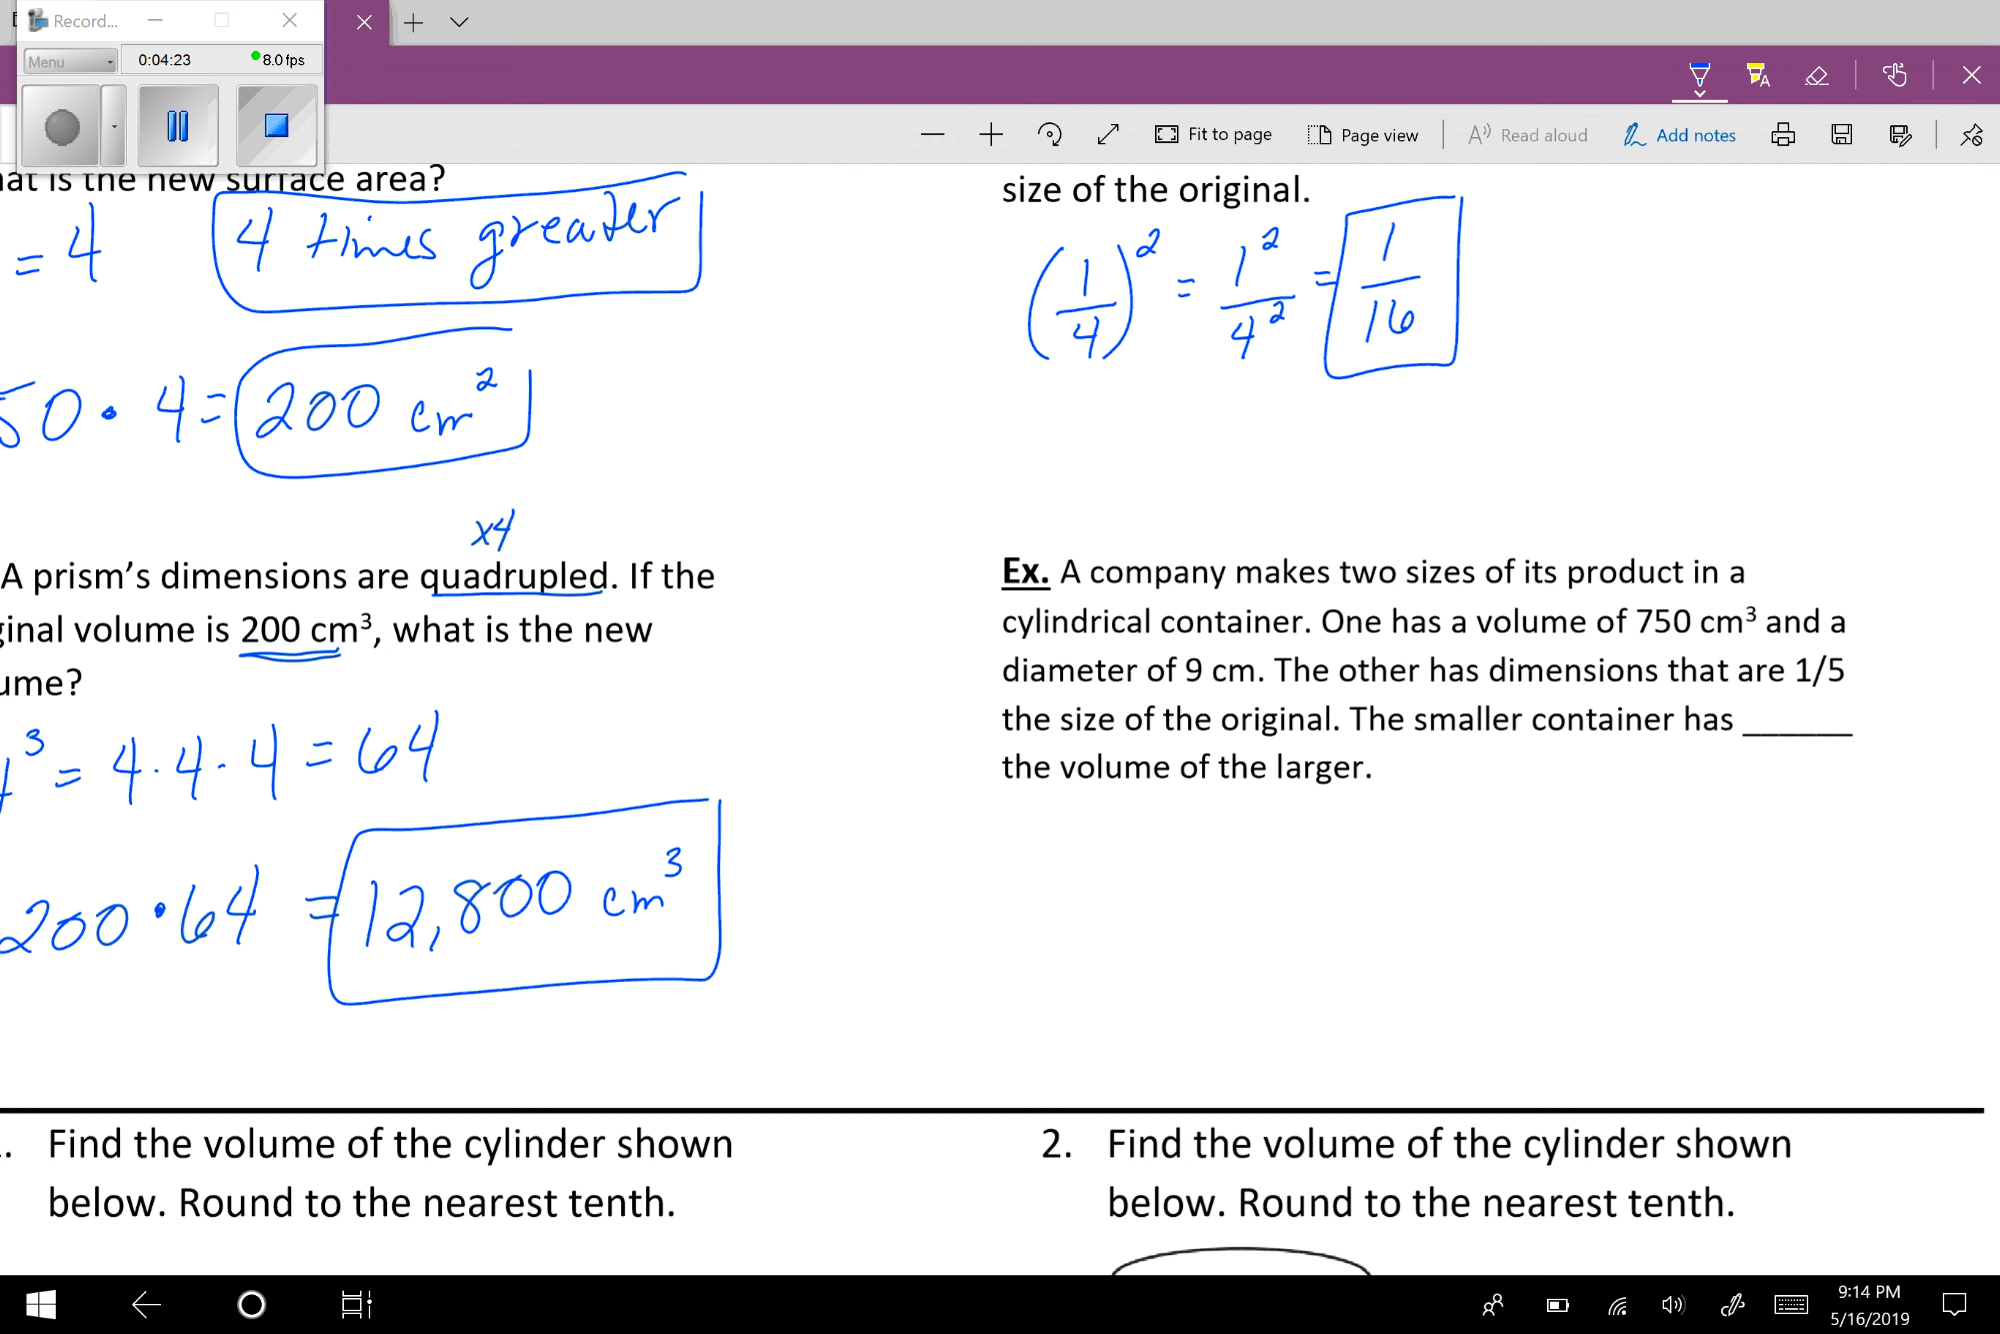 Record...
Menu
0:04:23
8.0 fps
Fit to page
Page view
Read aloud
Add notes
at is the new surface area?
= 4
4 times greater
50 · 4 = 200 cm²
x4
A prism's dimensions are quadrupled. If the
ginal volume is 200 cm³, what is the new
ume?
4³ = 4 · 4 · 4 = 64
200 · 64 = 12,800 cm³
size of the original.
(1/4)² = 1²/4² = 1/16
Ex. A company makes two sizes of its product in a
cylindrical container. One has a volume of 750 cm³ and a
diameter of 9 cm. The other has dimensions that are 1/5
the size of the original. The smaller container has ______
the volume of the larger.
. Find the volume of the cylinder shown
below. Round to the nearest tenth.
2. Find the volume of the cylinder shown
below. Round to the nearest tenth.
9:14 PM
5/16/2019